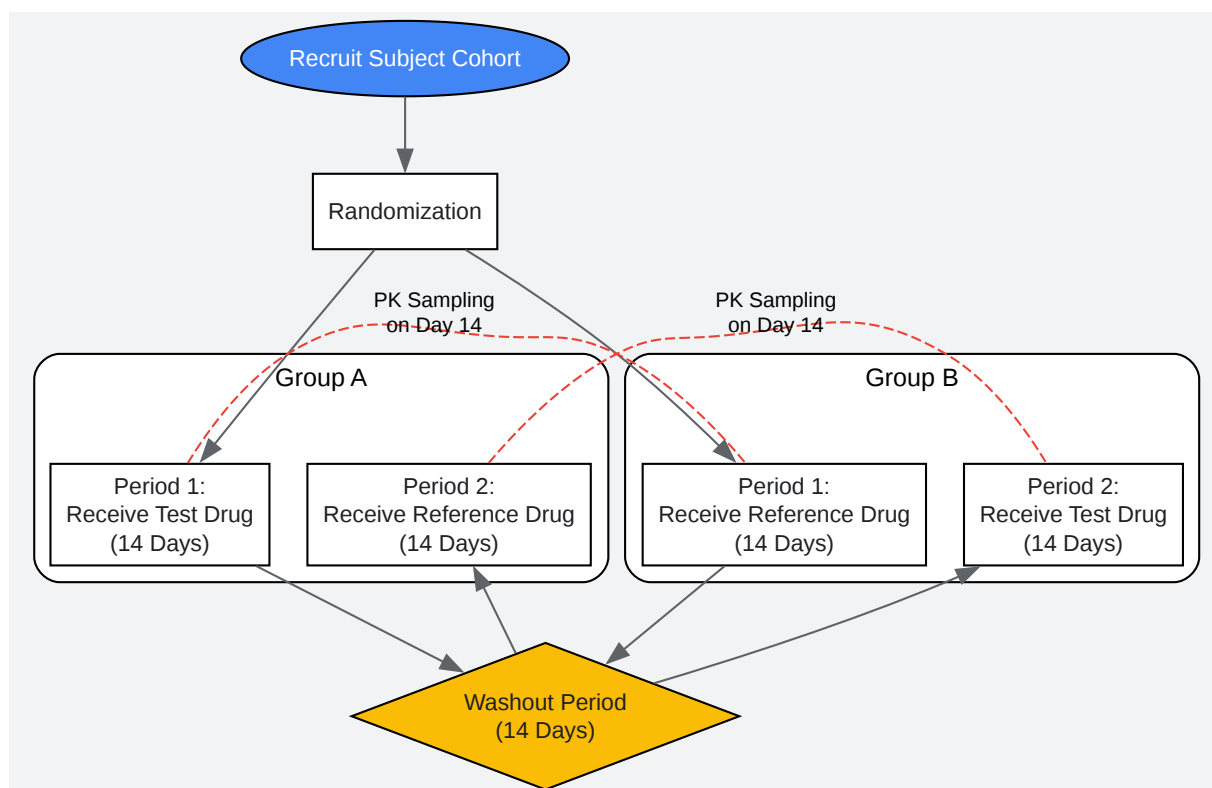 Recruit Subject Cohort
Randomization
PK Sampling
on Day 14
PK Sampling
on Day 14
Group A
Group B
Period 1:
Receive Test Drug
(14 Days)
Period 2:
Receive Reference Drug
(14 Days)
Period 1:
Receive Reference Drug
(14 Days)
Period 2:
Receive Test Drug
(14 Days)
Washout Period
(14 Days)